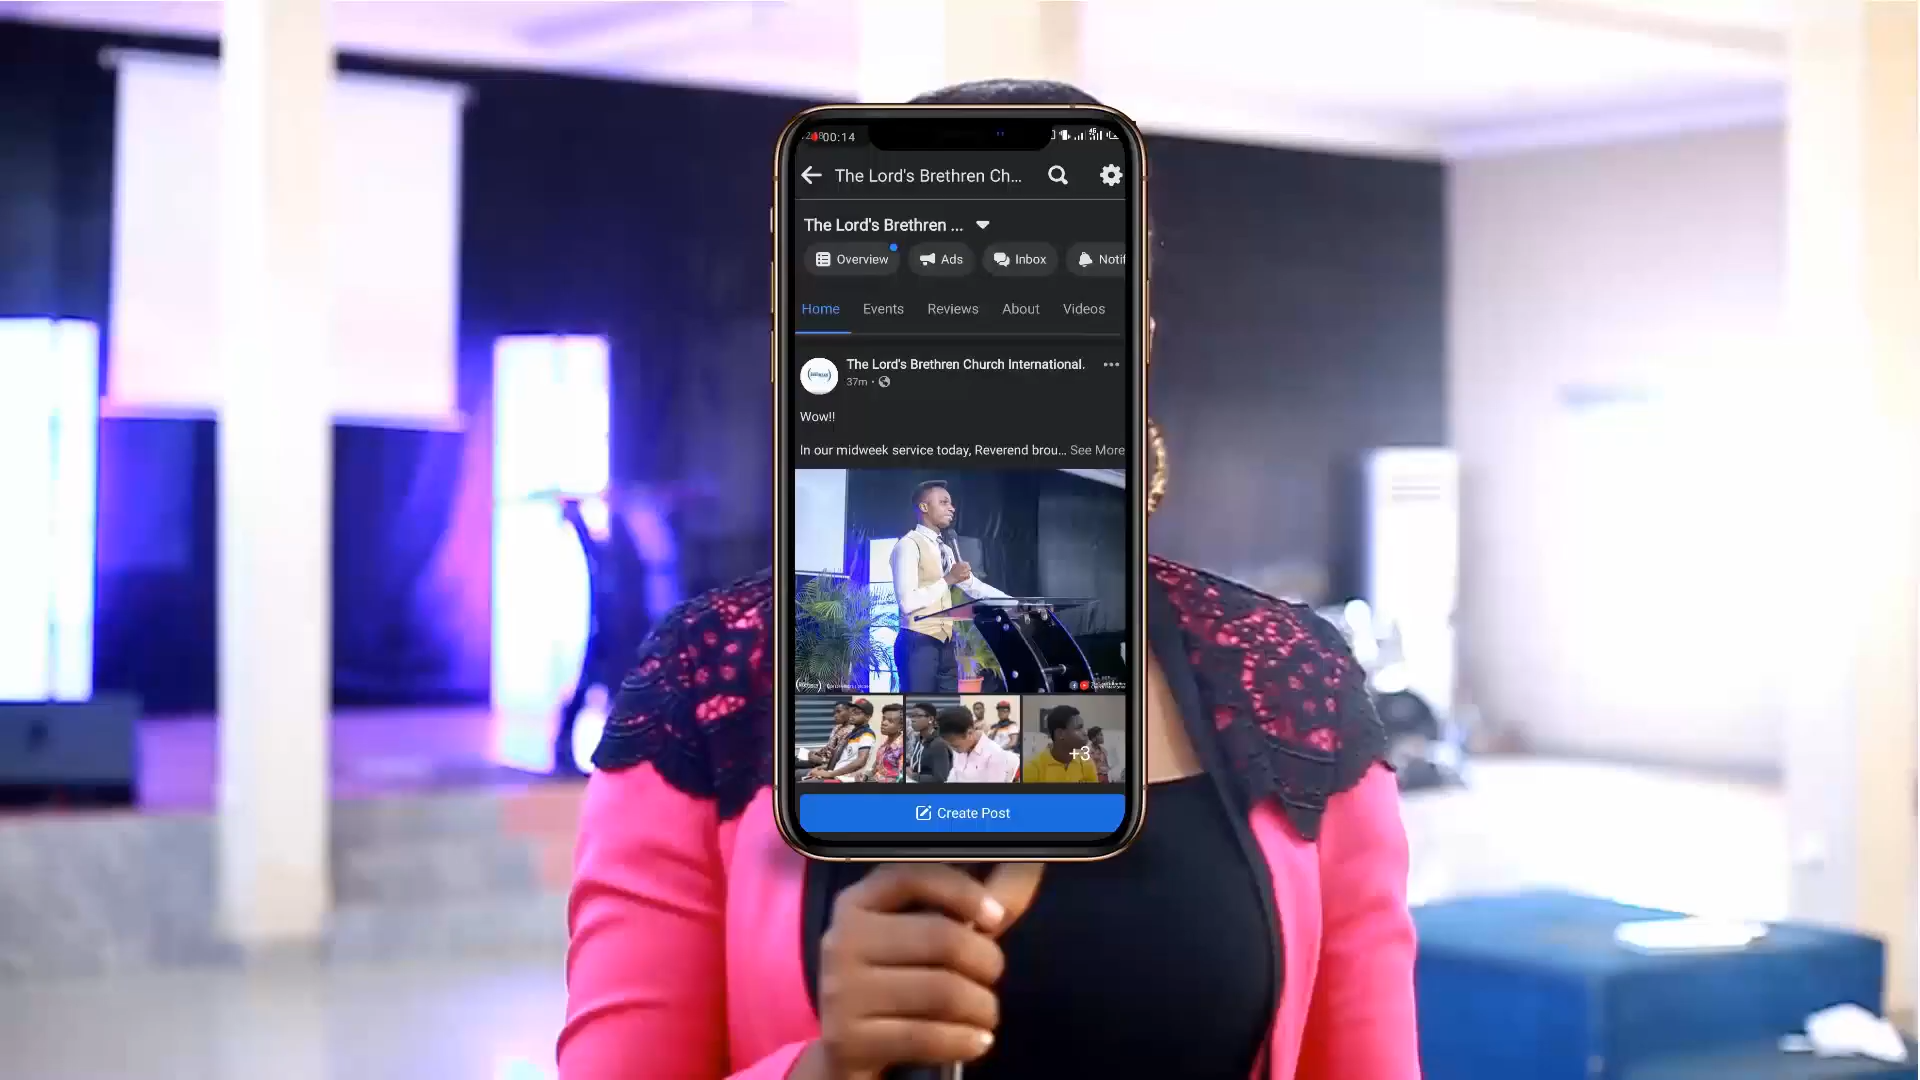 00:14
The Lord's Brethren Ch...
The Lord's Brethren ...
Overview Ads Inbox Notif
Home Events Reviews About Videos
The Lord's Brethren Church International.
37m
Wow!!
In our midweek service today, Reverend brou... See More
+3
Create Post